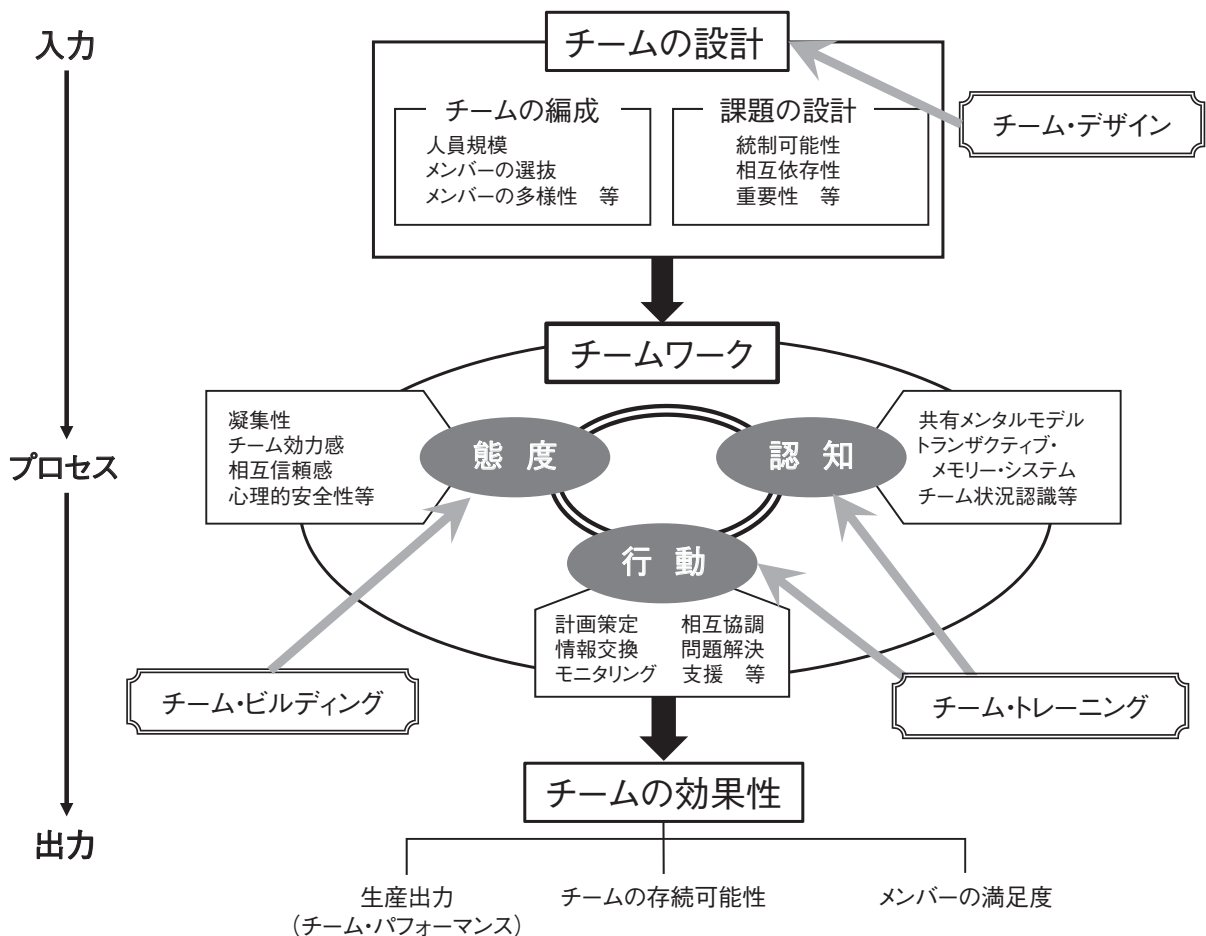 入力
チームの設計
チームの編成
人員規模
メンバーの選抜
メンバーの多様性 等
課題の設計
統制可能性
相互依存性
重要性 等
チーム・デザイン
チームワーク
プロセス
凝集性
チーム効力感
相互信頼感
心理的安全性等
態 度
認 知
共有メンタルモデル
トランザクティブ・
メモリー・システム
チーム状況認識等
行 動
計画策定 相互協調
情報交換 問題解決
モニタリング 支援 等
チーム・ビルディング
チーム・トレーニング
チームの効果性
出力
生産出力
(チーム・パフォーマンス)
チームの存続可能性
メンバーの満足度